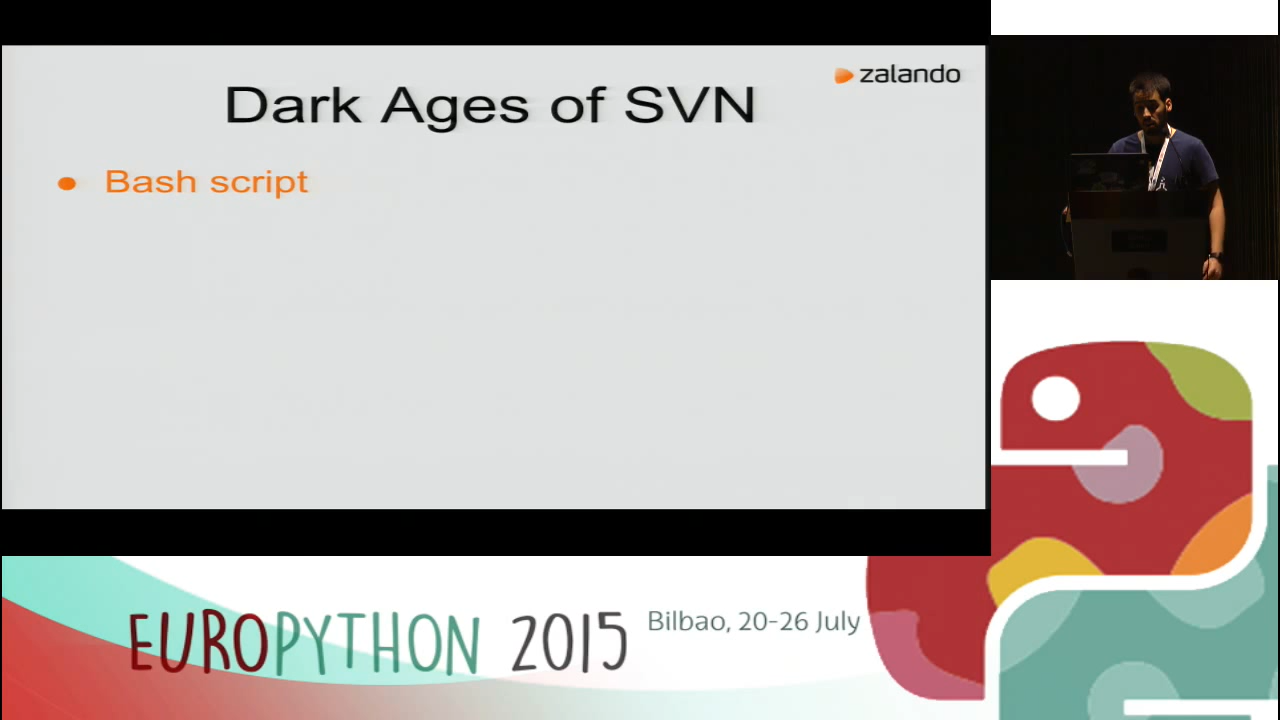 zalando
Dark Ages of SVN
● Bash script
EUROPYTHON 2015
Bilbao, 20-26 July